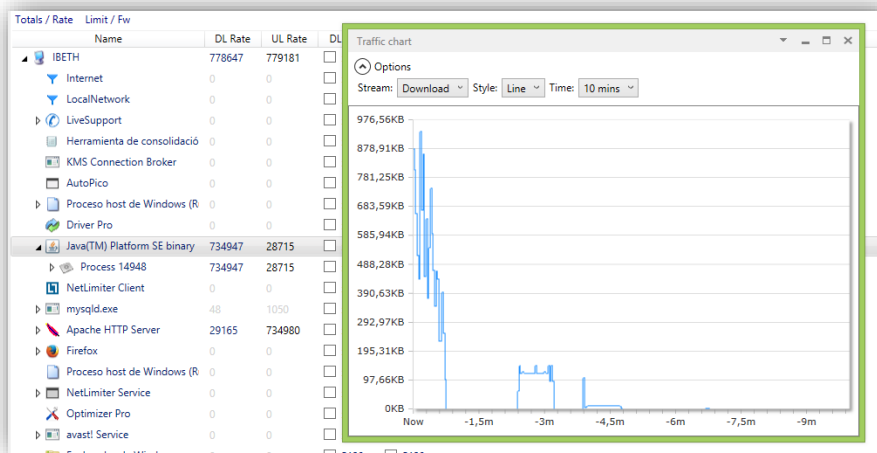 Totals / Rate Limit / Fw
Name DL Rate UL Rate DL
IBETH 778647 779181
Internet 0 0
LocalNetwork 0 0
LiveSupport 0 0
Herramienta de consolidació 0 0
KMS Connection Broker 0 0
AutoPico 0 0
Proceso host de Windows (R 0 0
Driver Pro 0 0
Java(TM) Platform SE binary 734947 28715
Process 14948 734947 28715
NetLimiter Client 0 0
mysqld.exe 48 1050
Apache HTTP Server 29165 734980
Firefox 0 0
Proceso host de Windows (R 0 0
NetLimiter Service 0 0
Optimizer Pro 0 0
avast! Service 0 0
Traffic chart
Options
Stream: Download Style: Line Time: 10 mins
976,56KB
878,91KB
781,25KB
683,59KB
585,94KB
488,28KB
390,63KB
292,97KB
195,31KB
97,66KB
0KB
Now -1,5m -3m -4,5m -6m -7,5m -9m